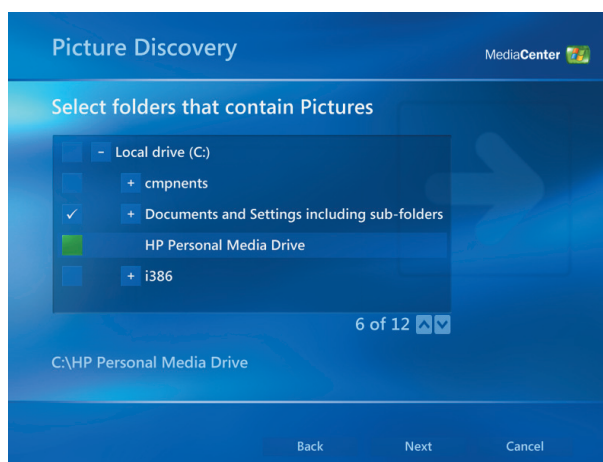 Picture Discovery
MediaCenter
Select folders that contain Pictures
- Local drive (C:)
+ cmpnents
✓ + Documents and Settings including sub-folders
HP Personal Media Drive
+ i386
6 of 12
C:\HP Personal Media Drive
Back Next Cancel